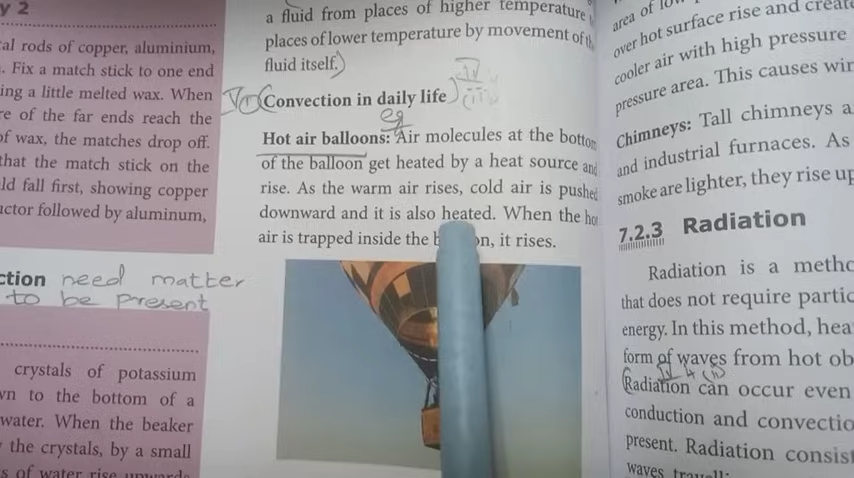 y 2
al rods of copper, aluminium,
. Fix a match stick to one end
ing a little melted wax. When
re of the far ends reach the
of wax, the matches drop off.
that the match stick on the
ld fall first, showing copper
uctor followed by aluminum,
ction need matter
to be present
crystals of potassium
wn to the bottom of a
water. When the beaker
the crystals, by a small
s of water rise upwards
a fluid from places of higher temperature
places of lower temperature by movement of
fluid itself.
Convection in daily life
eg
Hot air balloons: Air molecules at the bottom
of the balloon get heated by a heat source and
rise. As the warm air rises, cold air is pushed
downward and it is also heated. When the ho
air is trapped inside the b on, it rises.
area of low
over hot surface rise and create
cooler air with high pressure
pressure area. This causes win
Chimneys: Tall chimneys a
and industrial furnaces. As
smoke are lighter, they rise up
7.2.3 Radiation
Radiation is a metho
that does not require partic
energy. In this method, hea
form of waves from hot ob
Radiation can occur even
conduction and convectio
present. Radiation consist
waves travell